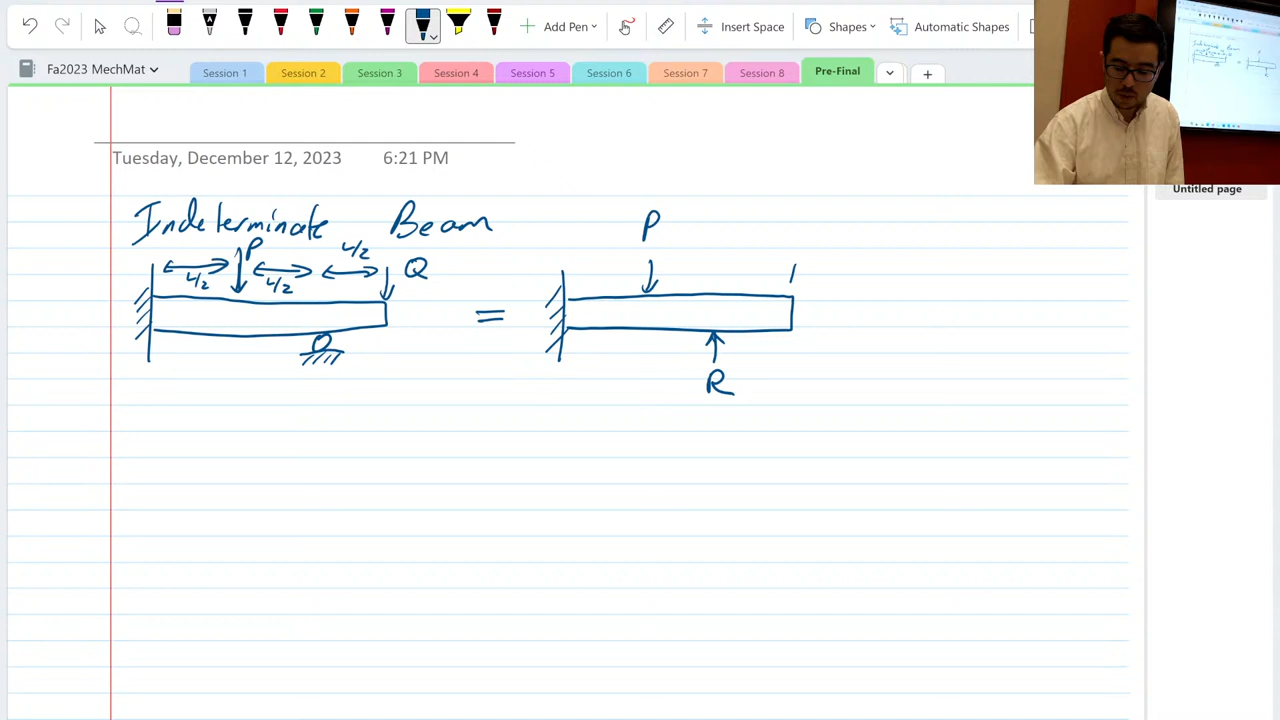 Add Pen
Insert Space
Shapes
Automatic Shapes
Fa2023 MechMat
Session 1
Session 2
Session 3
Session 4
Session 5
Session 6
Session 7
Session 8
Pre-Final
Untitled page
Tuesday, December 12, 2023 6:21 PM
Indeterminate Beam
L/2 P L/2 L/2 Q
=
P
R